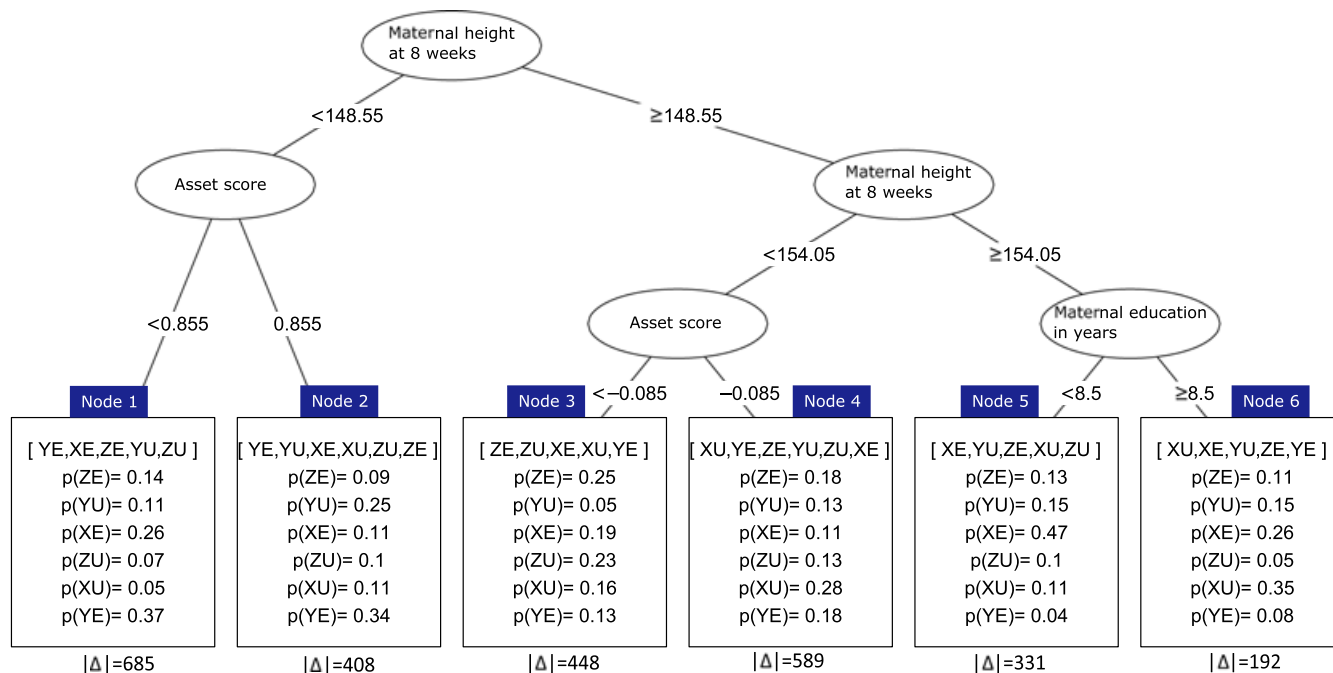 Maternal height
at 8 weeks
<148.55
≥148.55
Asset score
Maternal height
at 8 weeks
<154.05
≥154.05
Asset score
Maternal education
in years
<0.855
0.855
<−0.085
−0.085
<8.5
≥8.5
Node 1
[ YE,XE,ZE,YU,ZU ]
p(ZE)= 0.14
p(YU)= 0.11
p(XE)= 0.26
p(ZU)= 0.07
p(XU)= 0.05
p(YE)= 0.37
|Δ|=685
Node 2
[ YE,YU,XE,XU,ZU,ZE ]
p(ZE)= 0.09
p(YU)= 0.25
p(XE)= 0.11
p(ZU)= 0.1
p(XU)= 0.11
p(YE)= 0.34
|Δ|=408
Node 3
[ ZE,ZU,XE,XU,YE ]
p(ZE)= 0.25
p(YU)= 0.05
p(XE)= 0.19
p(ZU)= 0.23
p(XU)= 0.16
p(YE)= 0.13
|Δ|=448
Node 4
[ XU,YE,ZE,YU,ZU,XE ]
p(ZE)= 0.18
p(YU)= 0.13
p(XE)= 0.11
p(ZU)= 0.13
p(XU)= 0.28
p(YE)= 0.18
|Δ|=589
Node 5
[ XE,YU,ZE,XU,ZU ]
p(ZE)= 0.13
p(YU)= 0.15
p(XE)= 0.47
p(ZU)= 0.1
p(XU)= 0.11
p(YE)= 0.04
|Δ|=331
Node 6
[ XU,XE,YU,ZE,YE ]
p(ZE)= 0.11
p(YU)= 0.15
p(XE)= 0.26
p(ZU)= 0.05
p(XU)= 0.35
p(YE)= 0.08
|Δ|=192